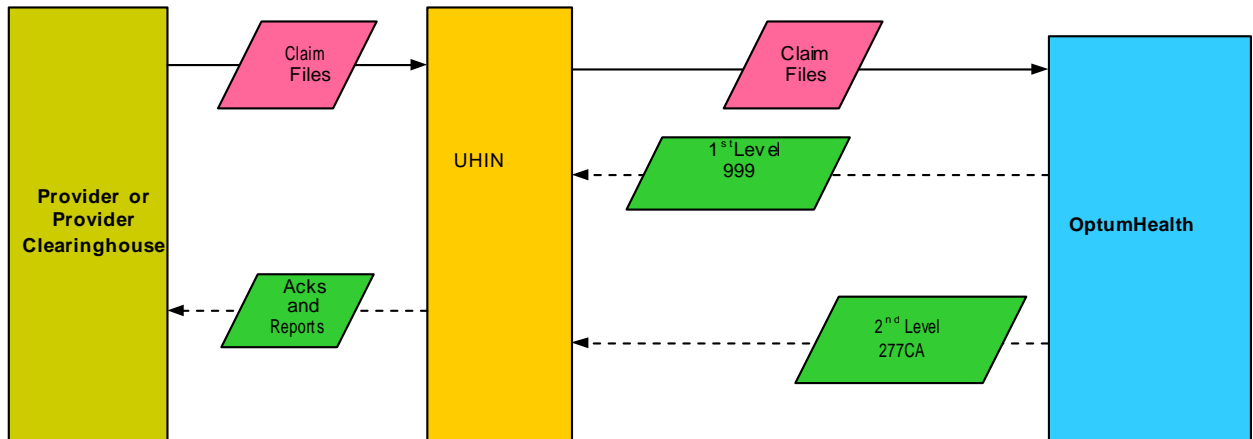 Claim
Files
Claim
Files
1st Level
999
UHIN
Provider or
Provider
Clearinghouse
OptumHealth
Acks
and
Reports
2nd Level
277CA